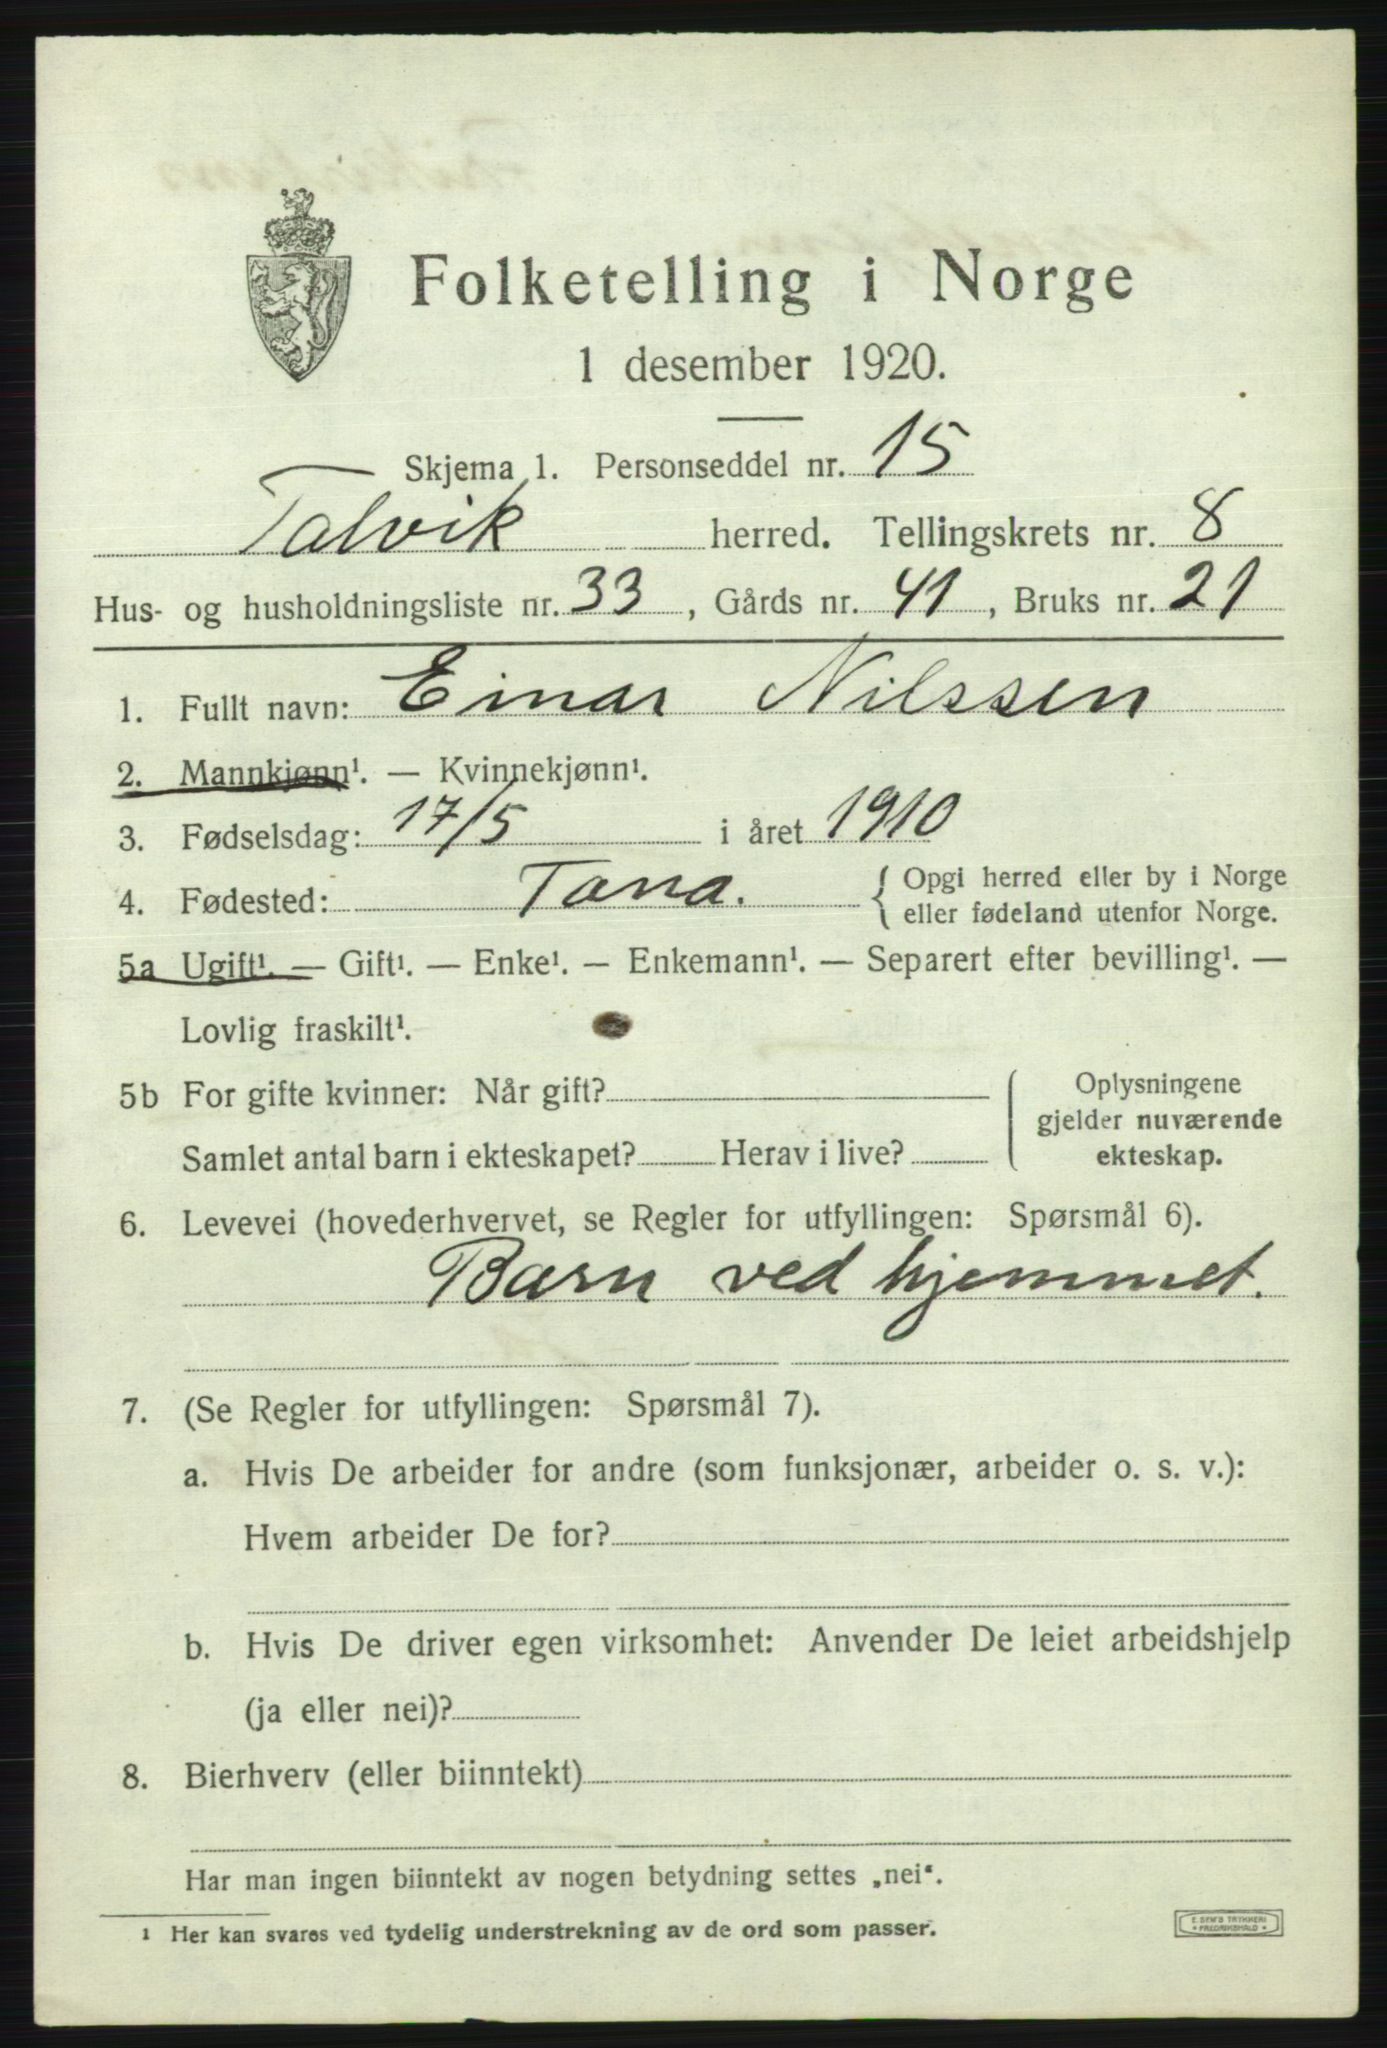 Folketelling i Norge
1 desember 1920.
Skjema 1. Personseddel nr. 15
Talvik herred. Tellingskrets nr. 8
Hus- og husholdningsliste nr. 33, Gårds nr. 41, Bruks nr. 21
1. Fullt navn: Einar Nilssen
2. Mannkjønn¹. — Kvinnekjønn¹.
3. Fødselsdag: 17/5 i året 1910
4. Fødested: Tana. { Opgi herred eller by i Norge
eller fødeland utenfor Norge.
5a Ugift¹. — Gift¹. — Enke¹. — Enkemann¹. — Separert efter bevilling¹. —
Lovlig fraskilt¹.
5b For gifte kvinner: Når gift? ( Oplysningene
gjelder nuværende
Samlet antal barn i ekteskapet? Herav i live? ekteskap.
6. Levevei (hovederhvervet, se Regler for utfyllingen: Spørsmål 6).
Barn ved hjemmet.
7. (Se Regler for utfyllingen: Spørsmål 7).
a. Hvis De arbeider for andre (som funksjonær, arbeider o. s. v.):
Hvem arbeider De for?
b. Hvis De driver egen virksomhet: Anvender De leiet arbeidshjelp
(ja eller nei)?
8. Bierhverv (eller biinntekt)
Har man ingen biinntekt av nogen betydning settes „nei“.
¹ Her kan svares ved tydelig understrekning av de ord som passer.
E. SEM'S TRYKKERI
* FREDRIKSHALD *